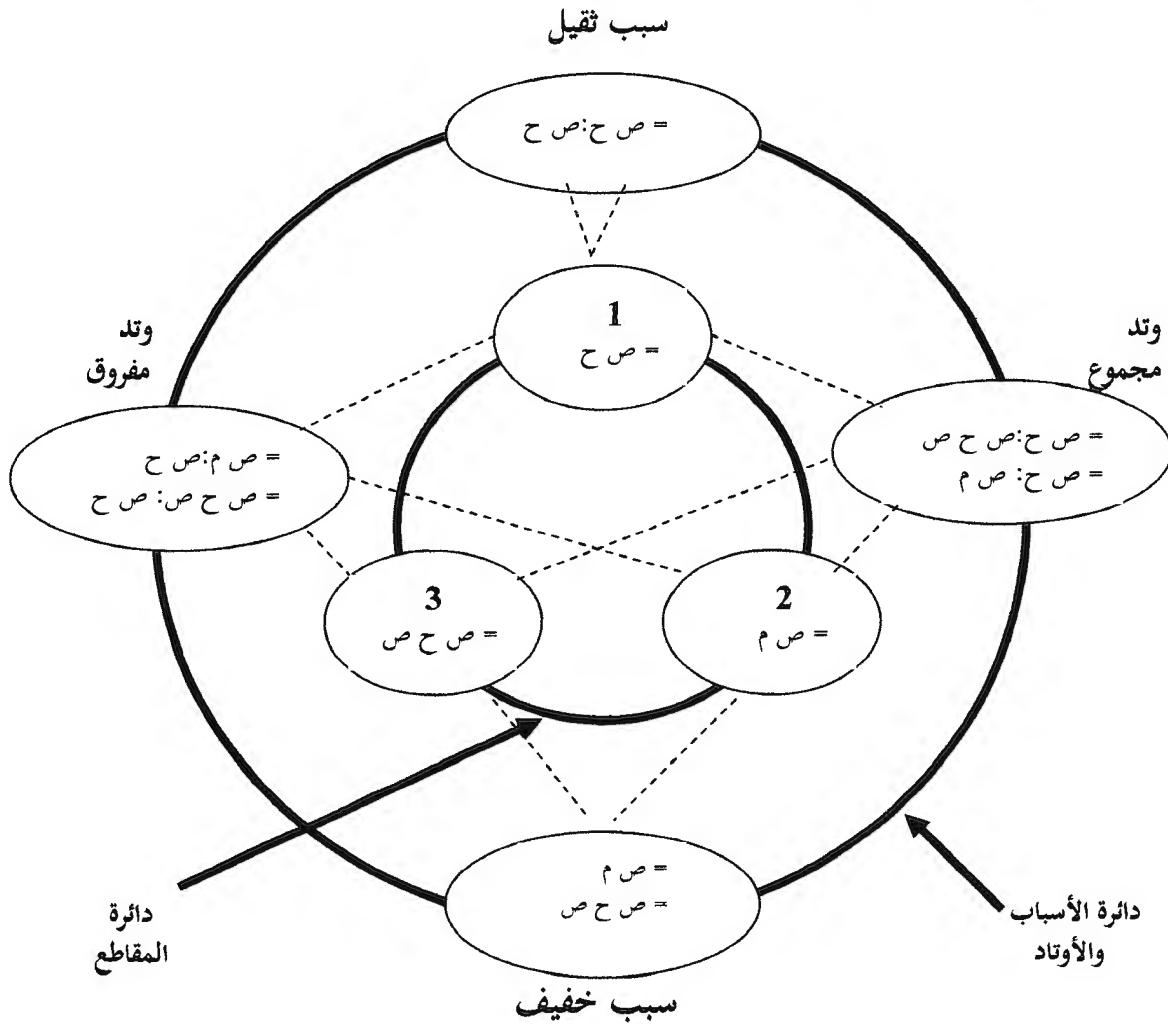 سبب ثقيل
= ص ح:ص ح
1
= ص ح
وتد
مجموع
= ص ح:ص ح ص
= ص ح: ص م
وتد
مفروق
= ص م:ص ح
= ص ح ص: ص ح
2
= ص م
3
= ص ح ص
= ص م
= ص ح ص
سبب خفيف
دائرة الأسباب
والأوتاد
دائرة
المقاطع